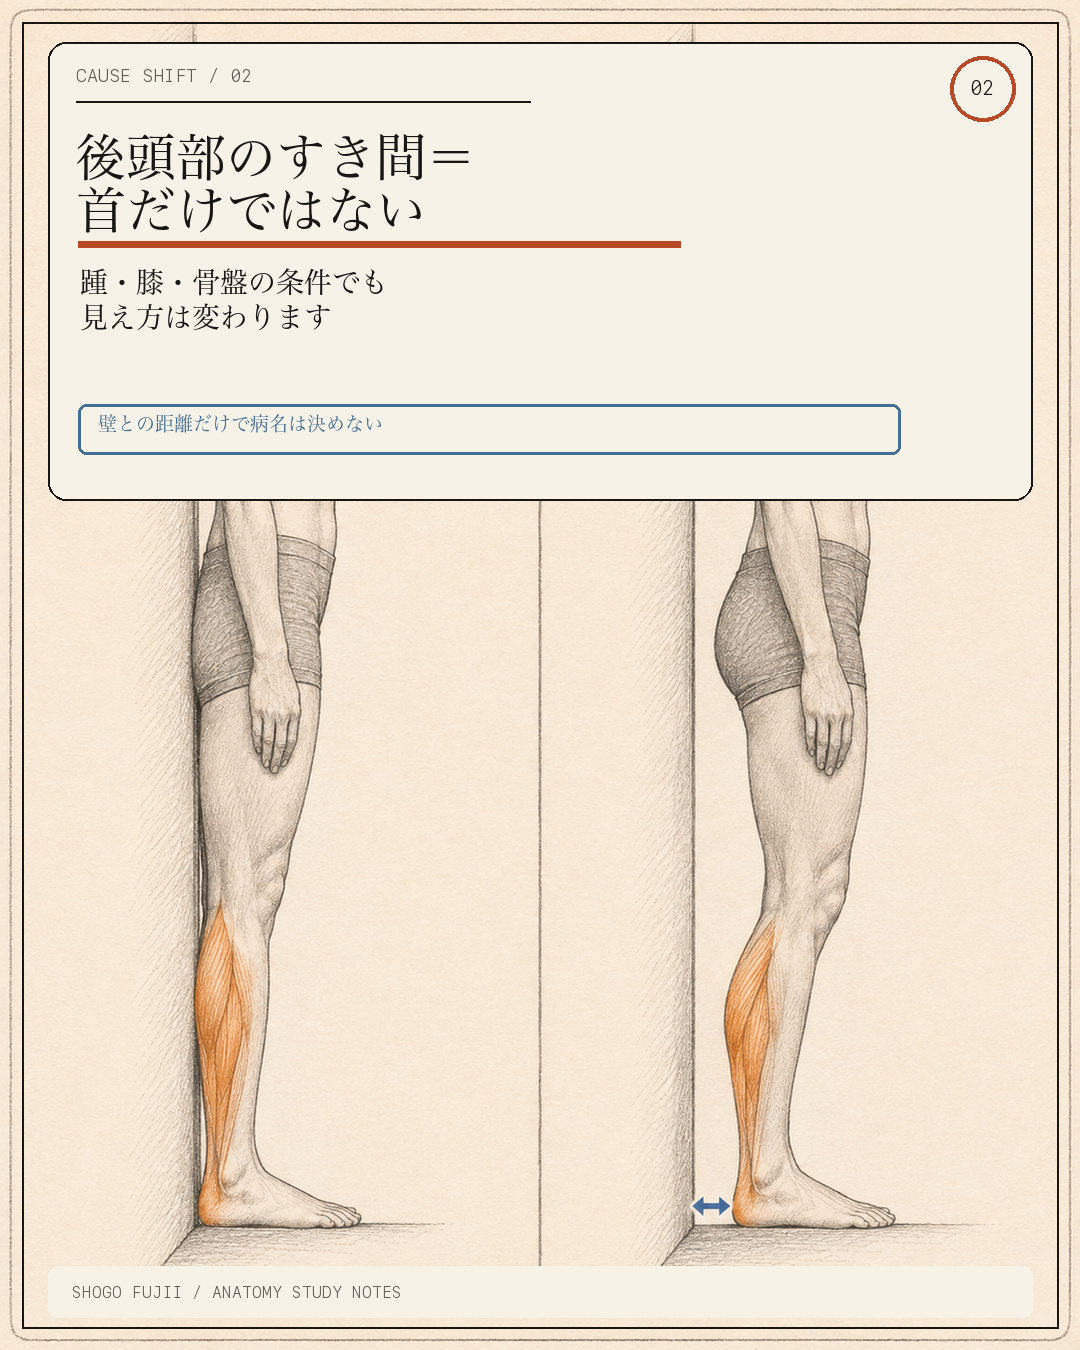 CAUSE SHIFT / 02
02
後頭部のすき間＝
首だけではない
踵・膝・骨盤の条件でも
見え方は変わります
壁との距離だけで病名は決めない
SHOGO FUJII / ANATOMY STUDY NOTES